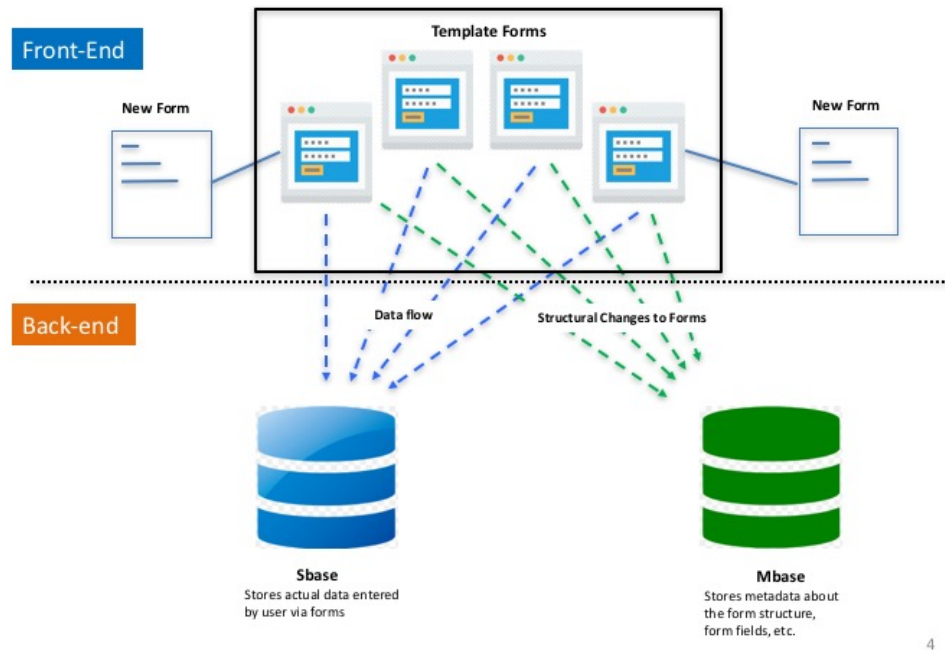 Template Forms
Front-End
New Form
New Form
Data flow
Structural Changes to Forms
Back-end
Sbase
Stores actual data entered
by user via forms
Mbase
Stores metadata about
the form structure,
form fields, etc.
4